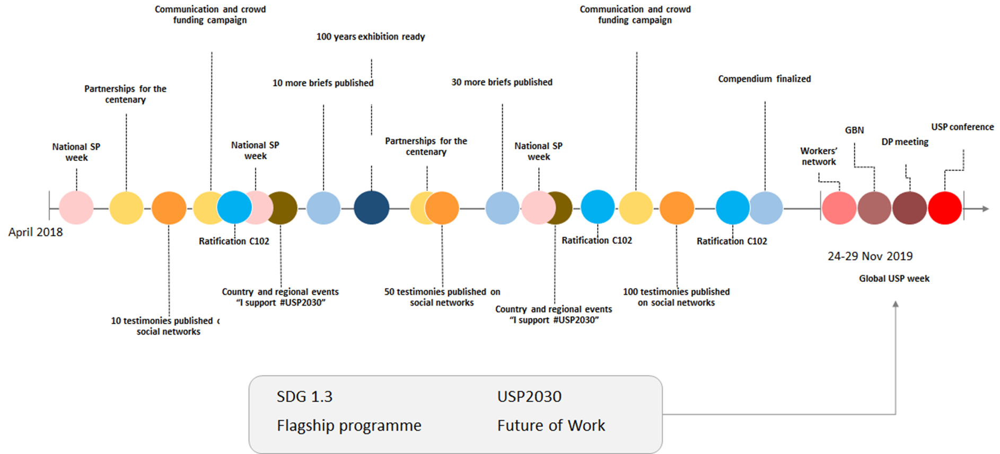 Communication and crowd
funding campaign
Communication and crowd
funding campaign
100 years exhibition ready
Partnerships for the
centenary
10 more briefs published
30 more briefs published
Compendium finalized
National SP
week
National SP
week
Partnerships for the
centenary
National SP
week
Workers’
network
GBN
DP meeting
USP conference
April 2018
Ratification C102
Ratification C102
Ratification C102
24-29 Nov 2019
Global USP week
Country and regional events
“I support #USP2030”
50 testimonies published on
social networks
Country and regional events
“I support #USP2030”
100 testimonies published
on social networks
10 testimonies published
social networks
SDG 1.3
USP2030
Flagship programme
Future of Work